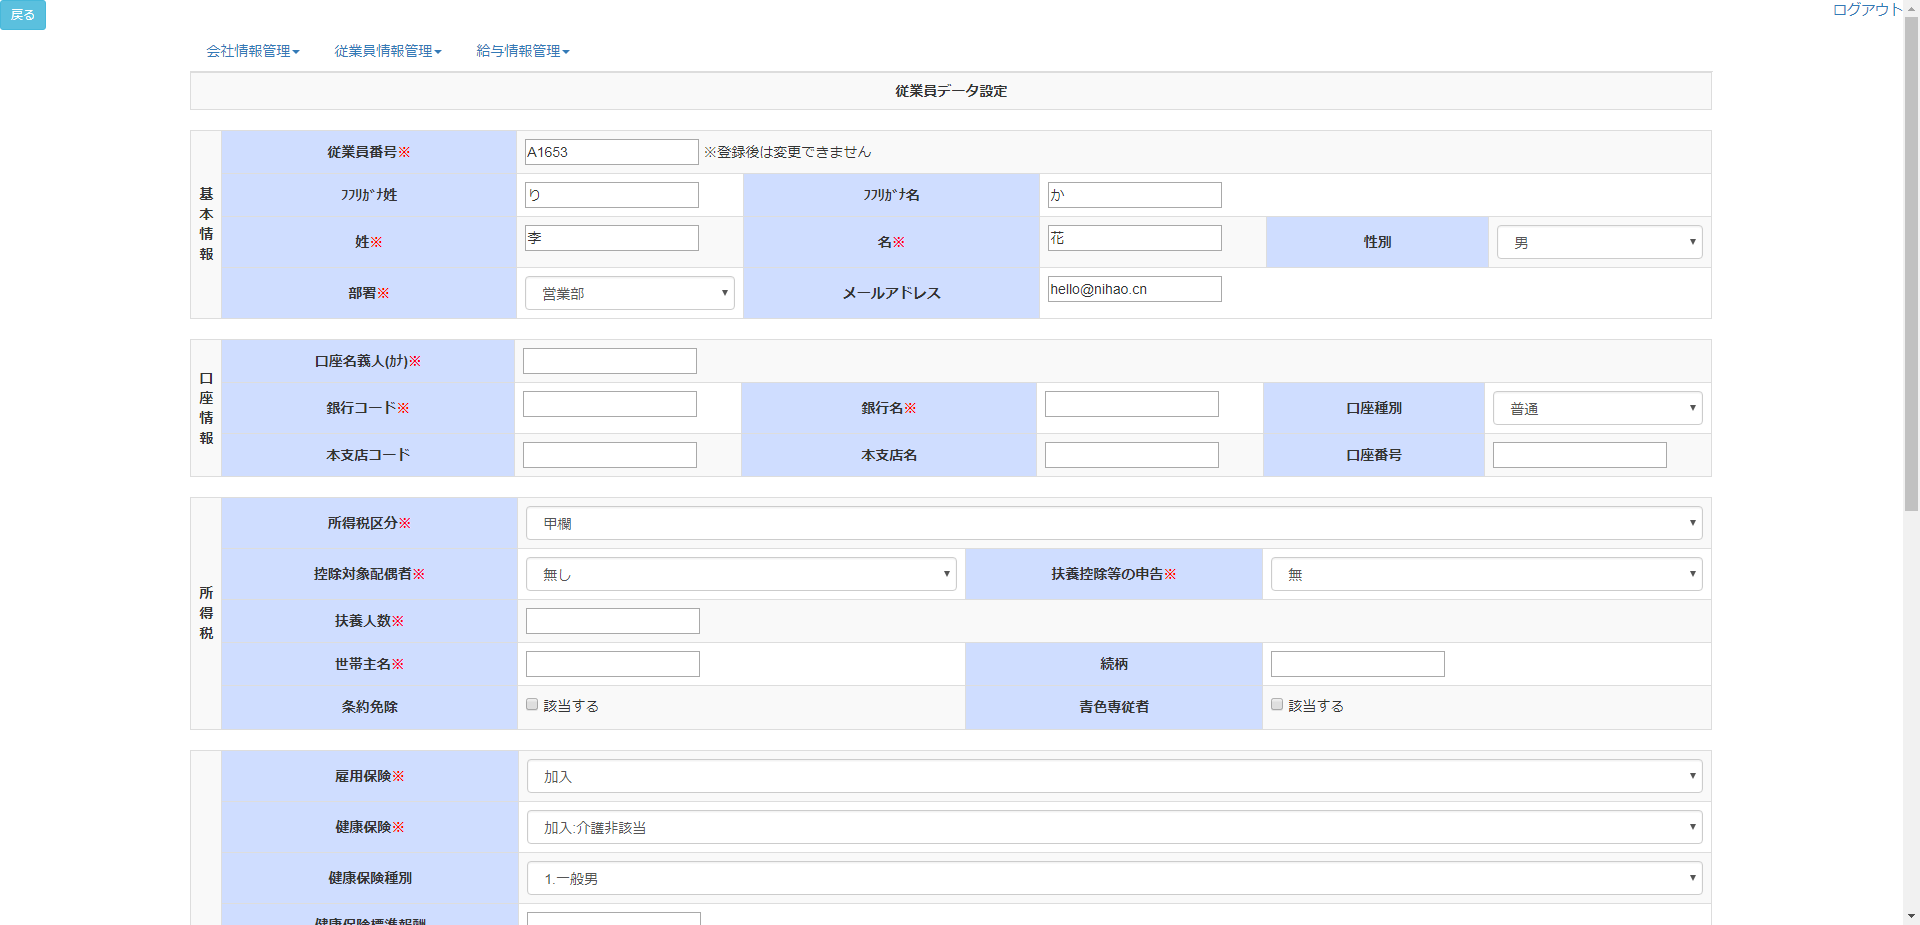 戻る
ログアウト
会社情報管理 従業員情報管理 給与情報管理
従業員データ設定
基本情報
従業員番号※ A1653 ※登録後は変更できません
ﾌﾌﾘｶﾞﾅ姓 り ﾌﾌﾘｶﾞﾅ名 か
姓※ 李 名※ 花 性別 男
部署※ 営業部 メールアドレス hello@nihao.cn
口座情報
口座名義人(ｶﾅ)※
銀行コード※ 銀行名※ 口座種別 普通
本支店コード 本支店名 口座番号
所得税
所得税区分※ 甲欄
控除対象配偶者※ 無し 扶養控除等の申告※ 無
扶養人数※
世帯主名※ 続柄
条約免除 該当する 青色専従者 該当する
雇用保険※ 加入
健康保険※ 加入:介護非該当
健康保険種別 1.一般男
健康保険標準報酬